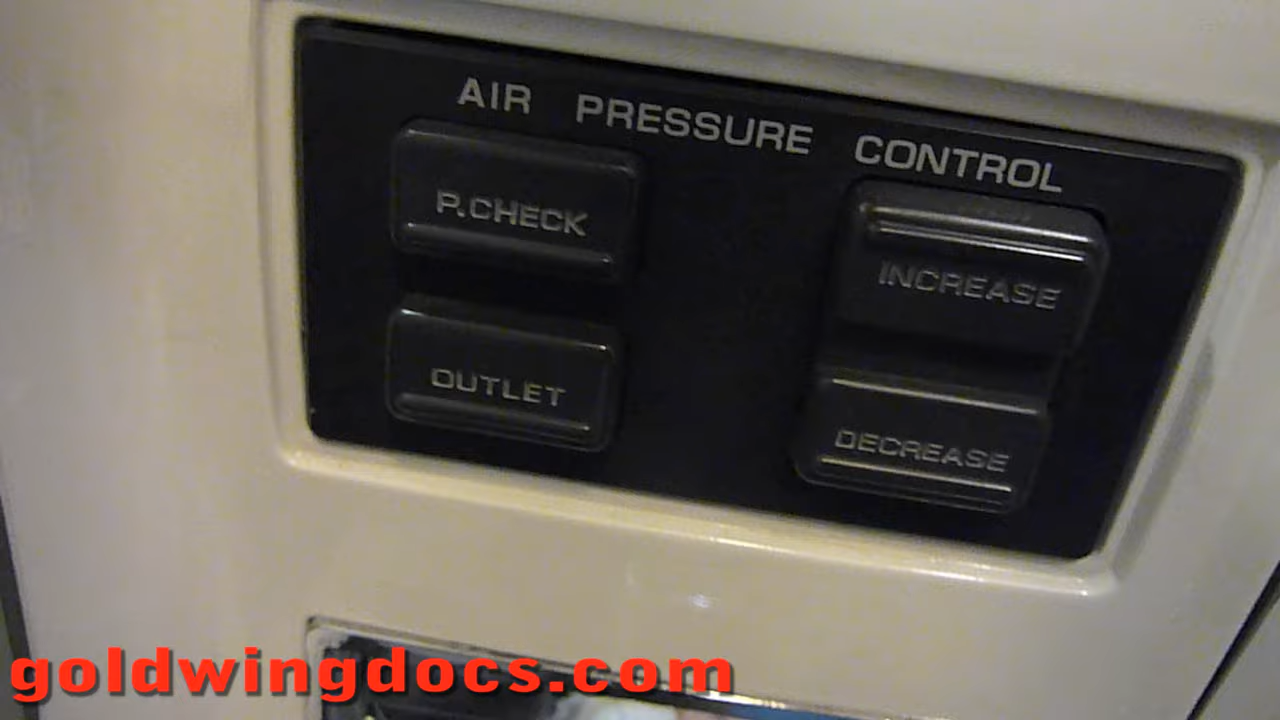 AIR PRESSURE CONTROL
P.CHECK
INCREASE
OUTLET
DECREASE
goldwingdocs.com